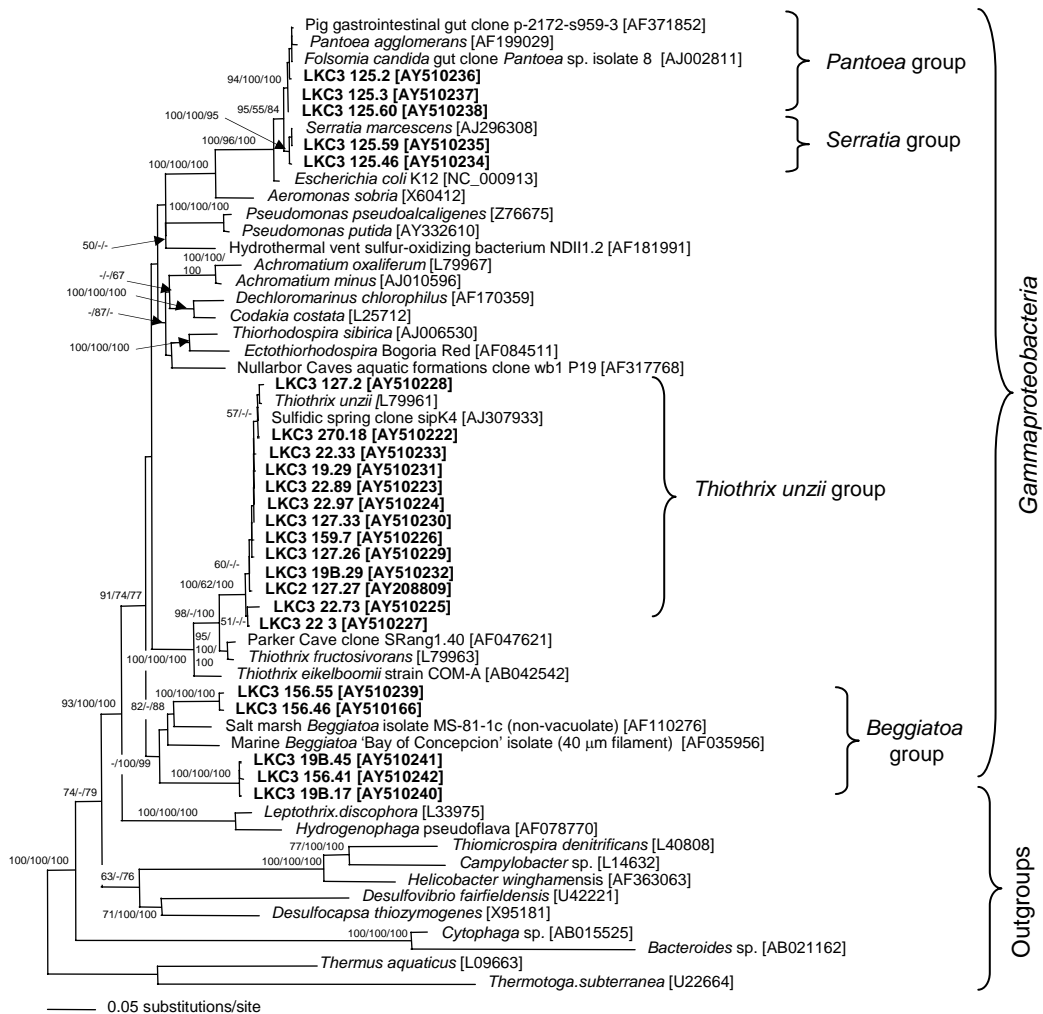 Pig gastrointestinal gut clone p-2172-s959-3 [AF371852]
Pantoea agglomerans [AF199029]
Folsomia candida gut clone Pantoea sp. isolate 8 [AJ002811]
94/100/100
LKC3 125.2 [AY510236]
LKC3 125.3 [AY510237]
95/55/84
LKC3 125.60 [AY510238]
Pantoea group
100/100/95
Serratia marcescens [AJ296308]
100/96/100
LKC3 125.59 [AY510235]
LKC3 125.46 [AY510234]
Serratia group
100/100/100
Escherichia coli K12 [NC_000913]
Aeromonas sobria [X60412]
100/100/100
Pseudomonas pseudoalcaligenes [Z76675]
Pseudomonas putida [AY332610]
50/-/-
Hydrothermal vent sulfur-oxidizing bacterium NDII1.2 [AF181991]
100/100/
100
Achromatium oxaliferum [L79967]
-/-/67
Achromatium minus [AJ010596]
100/100/100
Dechloromarinus chlorophilus [AF170359]
-/87/-
Codakia costata [L25712]
Thiorhodospira sibirica [AJ006530]
100/100/100
Ectothiorhodospira Bogoria Red [AF084511]
Nullarbor Caves aquatic formations clone wb1 P19 [AF317768]
LKC3 127.2 [AY510228]
Thiothrix unzii [L79961]
57/-/-
Sulfidic spring clone sipK4 [AJ307933]
LKC3 270.18 [AY510222]
LKC3 22.33 [AY510233]
LKC3 19.29 [AY510231]
LKC3 22.89 [AY510223]
LKC3 22.97 [AY510224]
LKC3 127.33 [AY510230]
LKC3 159.7 [AY510226]
LKC3 127.26 [AY510229]
60/-/-
LKC3 19B.29 [AY510232]
100/62/100
LKC2 127.27 [AY208809]
91/74/77
LKC3 22.73 [AY510225]
98/-/100
51/-/-
LKC3 22 3 [AY510227]
Thiothrix unzii group
95/
100/
100
Parker Cave clone SRang1.40 [AF047621]
100/100/100
Thiothrix fructosivorans [L79963]
Thiothrix eikelboomii strain COM-A [AB042542]
100/100/100
LKC3 156.55 [AY510239]
93/100/100
82/-/88
LKC3 156.46 [AY510166]
Salt marsh Beggiatoa isolate MS-81-1c (non-vacuolate) [AF110276]
Marine Beggiatoa 'Bay of Concepcion' isolate (40 μm filament) [AF035956]
-/100/99
LKC3 19B.45 [AY510241]
100/100/100
LKC3 156.41 [AY510242]
LKC3 19B.17 [AY510240]
Beggiatoa
group
Gammaproteobacteria
74/-/79
100/100/100
Leptothrix.discophora [L33975]
Hydrogenophaga pseudoflava [AF078770]
77/100/100
Thiomicrospira denitrificans [L40808]
100/100/100
100/100/100
Campylobacter sp. [L14632]
63/-/76
Helicobacter winghamensis [AF363063]
Desulfovibrio fairfieldensis [U42221]
71/100/100
Desulfocapsa thiozymogenes [X95181]
100/100/100
Cytophaga sp. [AB015525]
Bacteroides sp. [AB021162]
Thermus aquaticus [L09663]
Thermotoga.subterranea [U22664]
Outgroups
0.05 substitutions/site